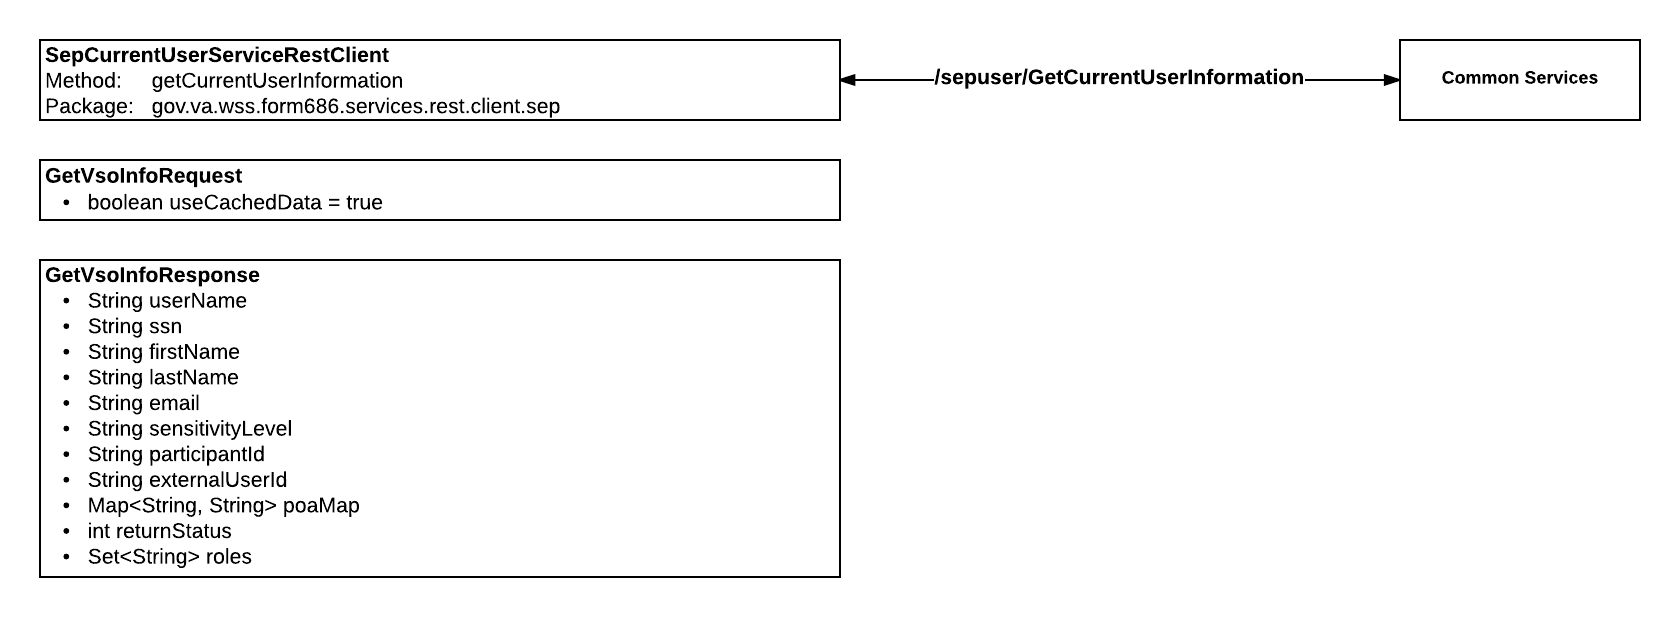 SepCurrentUserServiceRestClient
Method: getCurrentUserInformation
Package: gov.va.wss.form686.services.rest.client.sep
/sepuser/GetCurrentUserInformation
Common Services
GetVsoInfoRequest
• boolean useCachedData = true
GetVsoInfoResponse
• String userName
• String ssn
• String firstName
• String lastName
• String email
• String sensitivityLevel
• String participantId
• String externalUserId
• Map<String, String> poaMap
• int returnStatus
• Set<String> roles